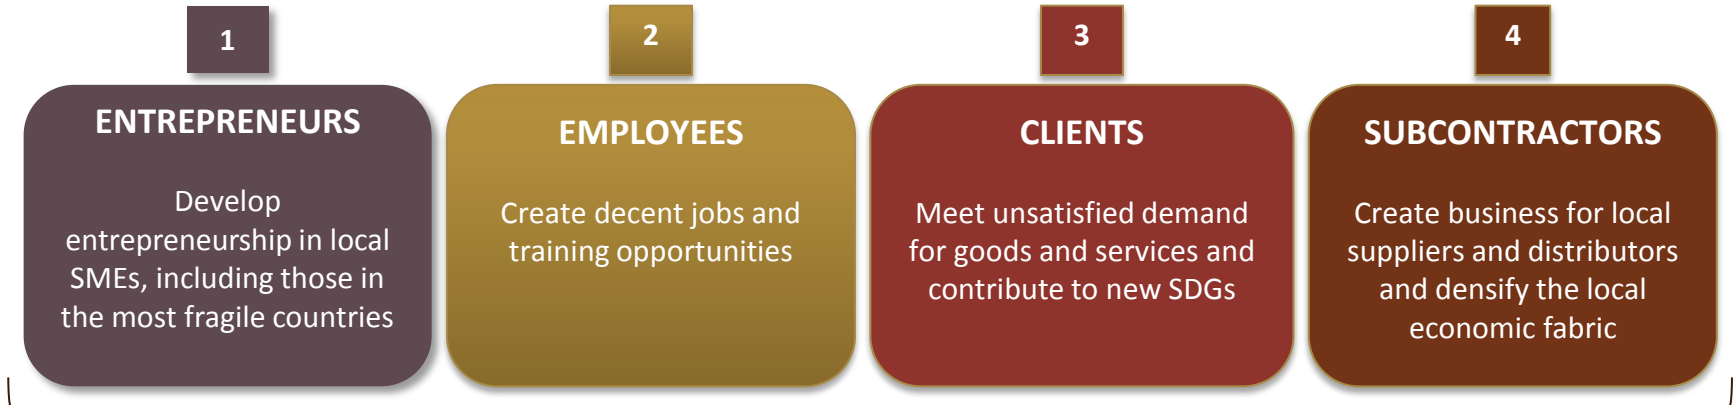 1
ENTREPRENEURS
Develop
entrepreneurship in local
SMEs, including those in
the most fragile countries
2
EMPLOYEES
Create decent jobs and
training opportunities
3
CLIENTS
Meet unsatisfied demand
for goods and services and
contribute to new SDGs
4
SUBCONTRACTORS
Create business for local
suppliers and distributors
and densify the local
economic fabric